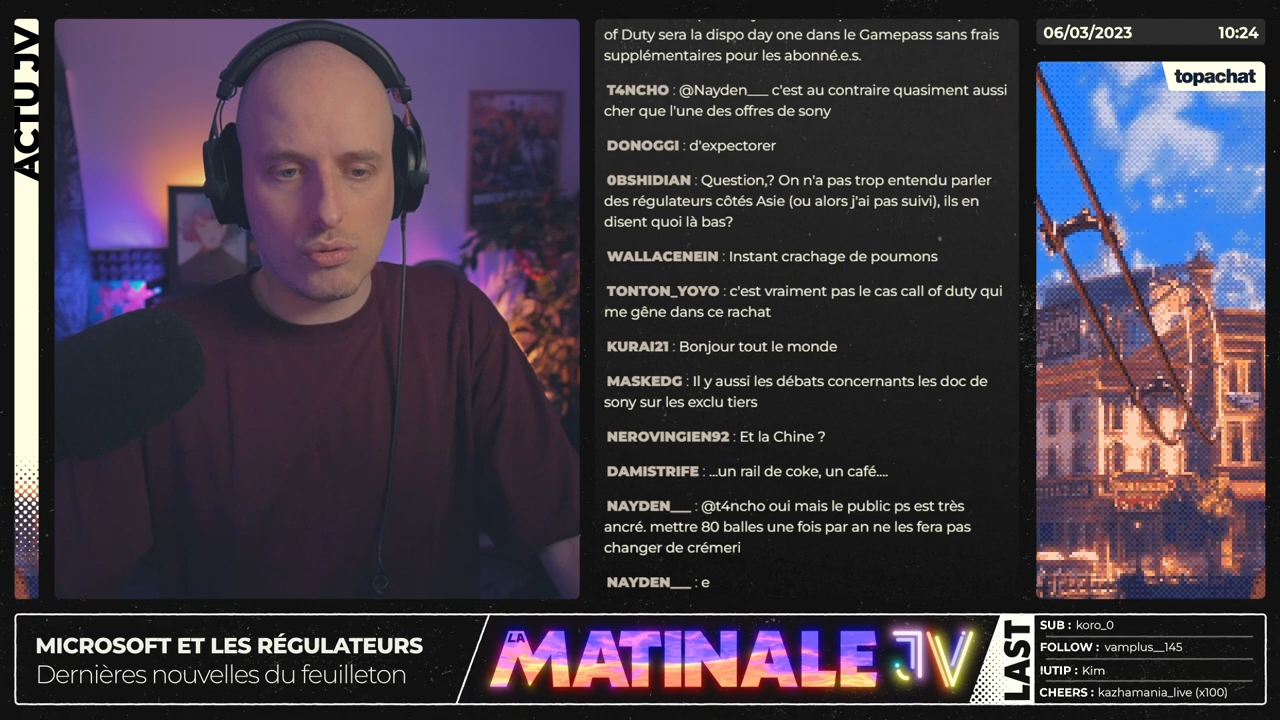 ACTU JV
of Duty sera la dispo day one dans le Gamepass sans frais
supplémentaires pour les abonné.e.s.
T4NCHO : @Nayden___ c'est au contraire quasiment aussi
cher que l'une des offres de sony
DONOGGI : d'expectorer
0BSHIDIAN : Question,? On n'a pas trop entendu parler
des régulateurs côtés Asie (ou alors j'ai pas suivi), ils en
disent quoi là bas?
WALLACENEIN : Instant crachage de poumons
TONTON_YOYO : c'est vraiment pas le cas call of duty qui
me gêne dans ce rachat
KURAI21 : Bonjour tout le monde
MASKEDG : Il y aussi les débats concernants les doc de
sony sur les exclu tiers
NEROVINGIEN92 : Et la Chine ?
DAMISTRIFE : ...un rail de coke, un café....
NAYDEN___ : @t4ncho oui mais le public ps est très
ancré. mettre 80 balles une fois par an ne les fera pas
changer de crémeri
NAYDEN___ : e
06/03/2023 10:24
topachat
MICROSOFT ET LES RÉGULATEURS
Dernières nouvelles du feuilleton
LA MATINALE JV
LAST
SUB : koro_0
FOLLOW : vamplus__145
IUTIP : Kim
CHEERS : kazhamania_live (x100)